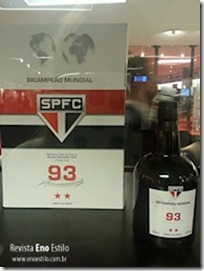 BICAMPEÃO MUNDIAL
SPFC
93
BICAMPEÃO MUNDIAL
93
Revista Eno Estilo
www.enoestilo.com.br